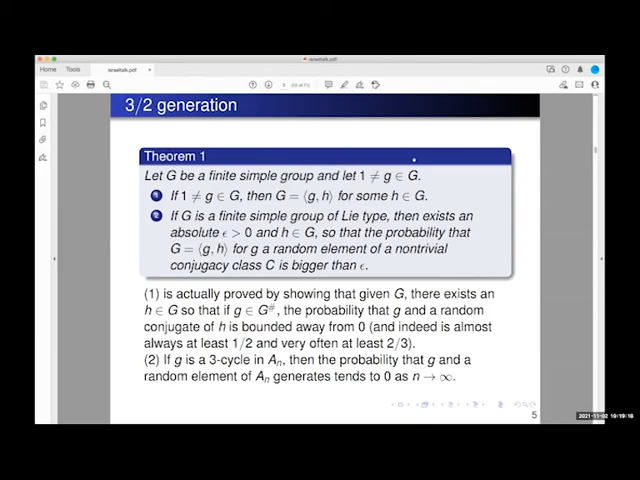 israeltalk.pdf
Home Tools israeltalk.pdf ×
3/2 generation
Theorem 1
Let G be a finite simple group and let 1 ≠ g ∈ G.
1 If 1 ≠ g ∈ G, then G = ⟨g, h⟩ for some h ∈ G.
2 If G is a finite simple group of Lie type, then exists an
absolute ϵ > 0 and h ∈ G, so that the probability that
G = ⟨g, h⟩ for g a random element of a nontrivial
conjugacy class C is bigger than ϵ.
(1) is actually proved by showing that given G, there exists an
h ∈ G so that if g ∈ G#, the probability that g and a random
conjugate of h is bounded away from 0 (and indeed is almost
always at least 1/2 and very often at least 2/3).
(2) If g is a 3-cycle in Aₙ, then the probability that g and a
random element of Aₙ generates tends to 0 as n → ∞.
5
2021-11-02 19:19:18